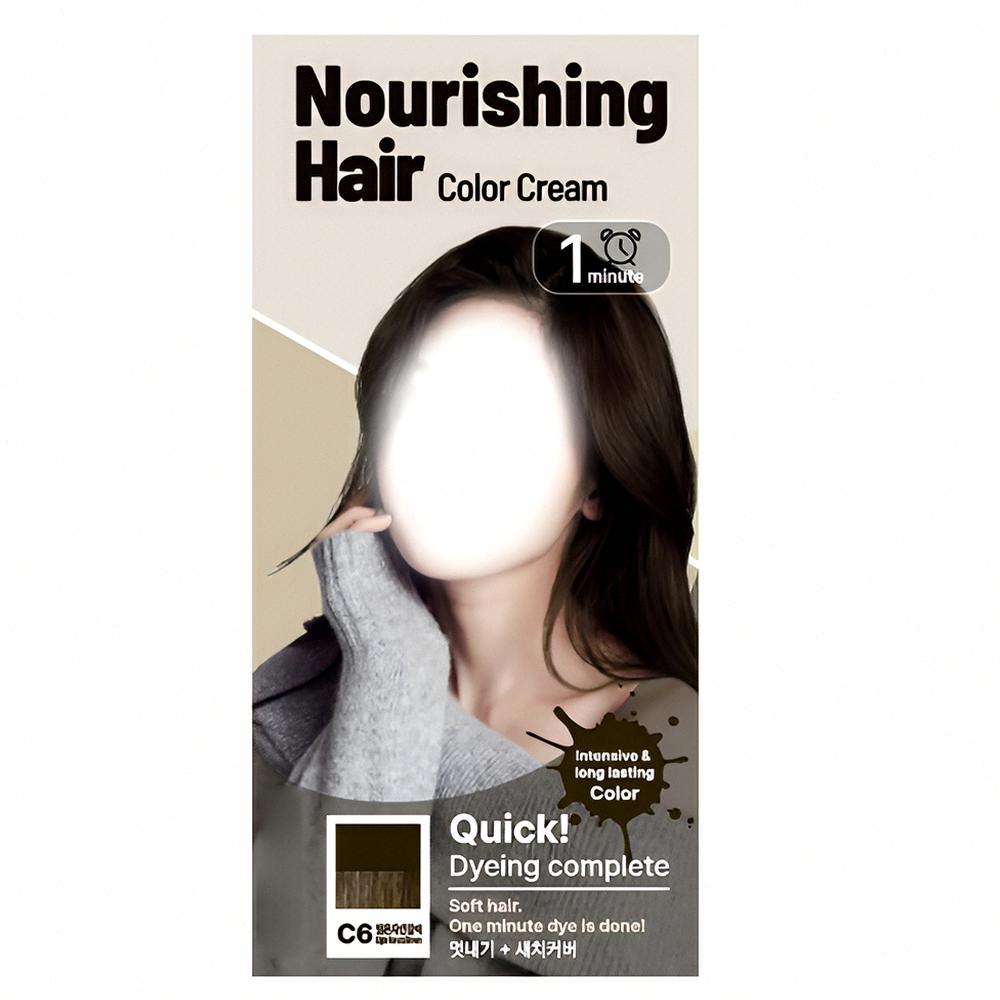 Nourishing
Hair Color Cream
1 minute
Intensive &
long lasting
Color
Quick!
Dyeing complete
C6
Soft hair.
One minute dye is done!
멋내기 + 새치커버